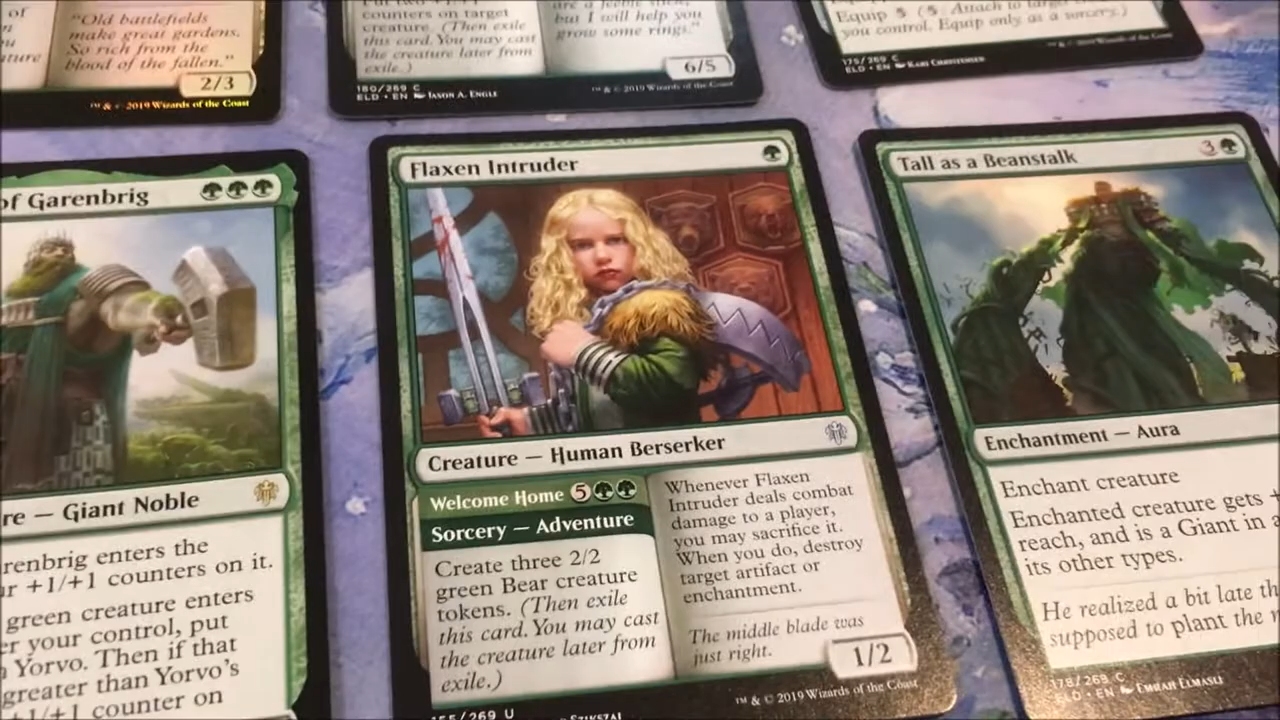 "Old battlefields
make great gardens.
So rich from the
blood of the fallen."
2/3
™ & © 2019 Wizards of the Coast
counters on target
creature. (Then exile
this card. You may cast
the creature later from
exile.)
but I will help you
grow some rings."
6/5
180/269 C
ELD • EN JASON A. ENGLE
™ & © 2019 Wizards of the Coast
Equip 5 (5: Attach to target
you control. Equip only as a sorcery.)
175/269 C
ELD • EN
™ & © 2019 Wizards of the Coast
of Garenbrig
Giant Noble
enters the
+1/+1 counters on it.
green creature enters
your control, put
Yorvo. Then if that
greater than Yorvo's
+1/+1 counter on
Flaxen Intruder
Creature — Human Berserker
Welcome Home 5
Sorcery — Adventure
Create three 2/2
green Bear creature
tokens. (Then exile
this card. You may cast
the creature later from
exile.)
Whenever Flaxen
Intruder deals combat
damage to a player,
you may sacrifice it.
When you do, destroy
target artifact or
enchantment.
The middle blade was
just right.
1/2
155/269 U
™ & © 2019 Wizards of the Coast
Tall as a Beanstalk 3
Enchantment — Aura
Enchant creature
Enchanted creature gets
reach, and is a Giant in
its other types.
He realized a bit late
supposed to plant the
178/269 C
ELD • EN EMRAH ELMASLI